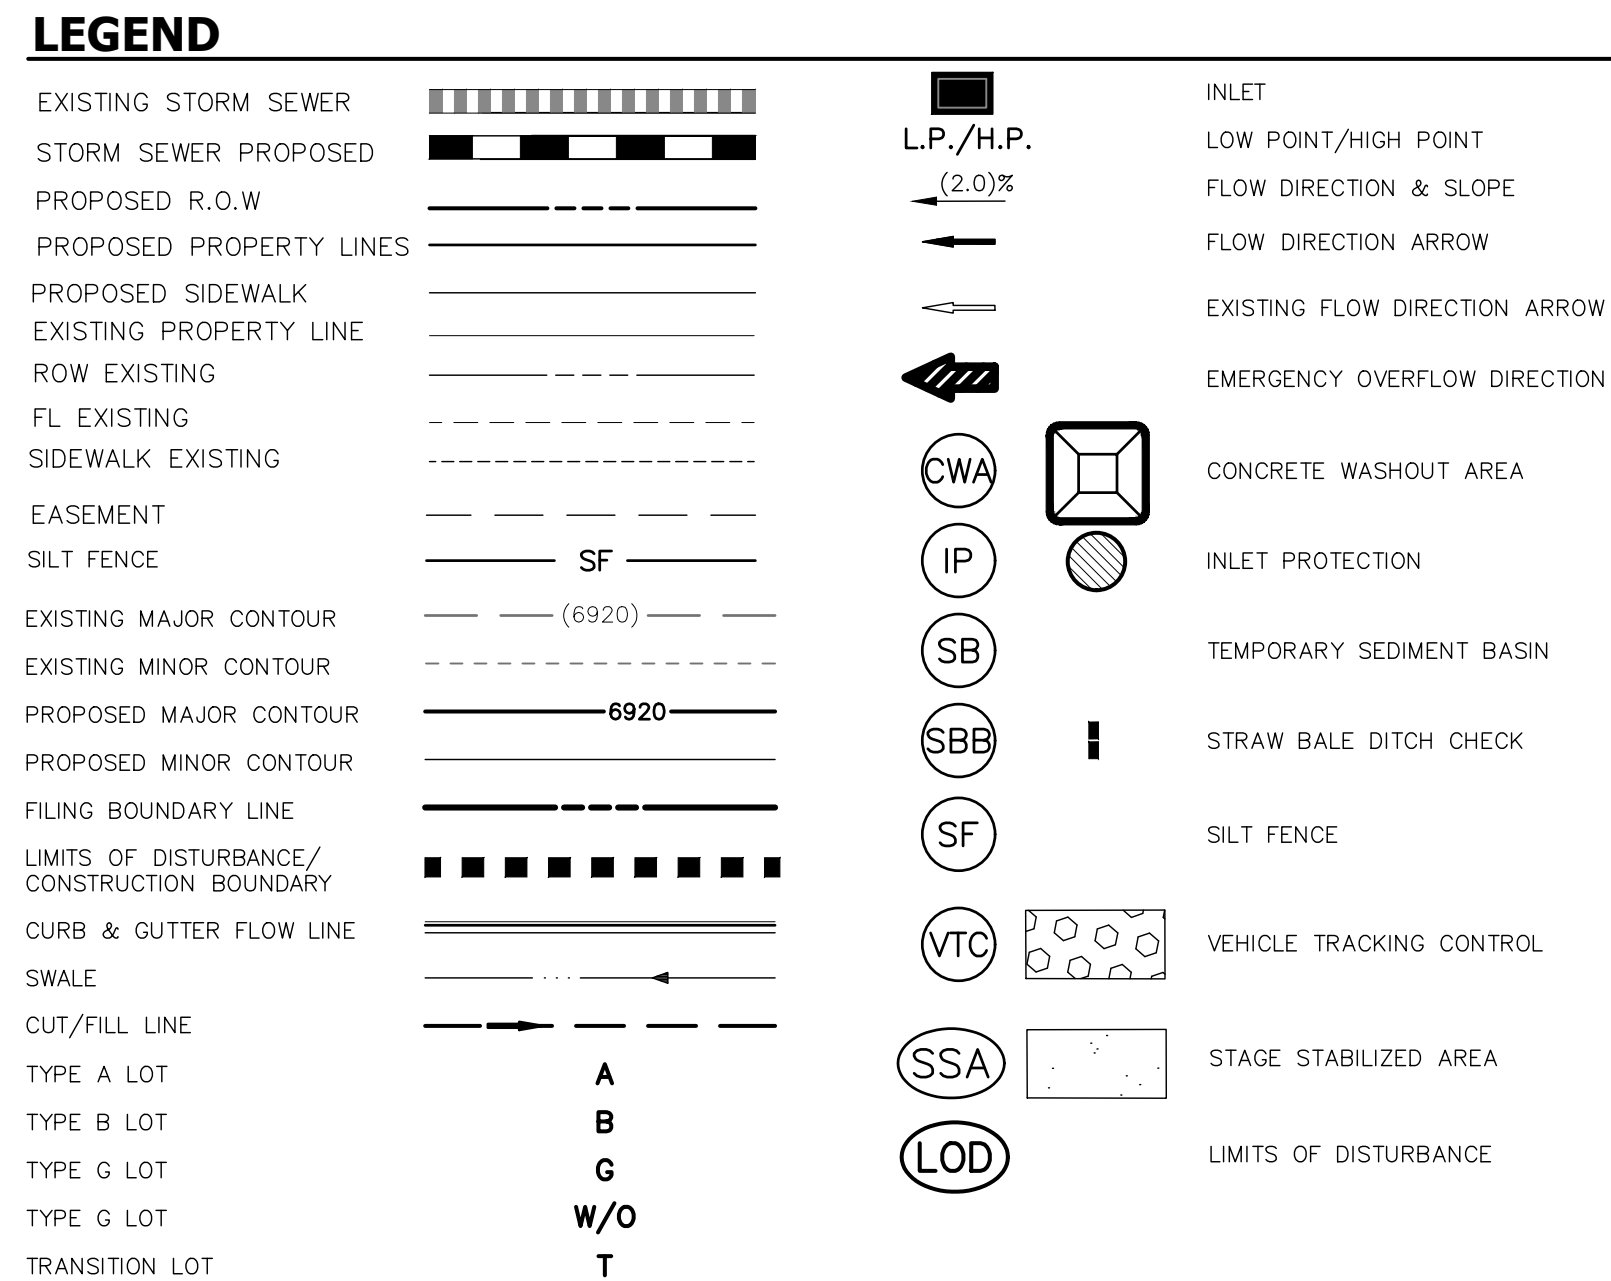 LEGEND
EXISTING STORM SEWER
STORM SEWER PROPOSED
PROPOSED R.O.W
PROPOSED PROPERTY LINES
PROPOSED SIDEWALK
EXISTING PROPERTY LINE
ROW EXISTING
FL EXISTING
SIDEWALK EXISTING
EASEMENT
SILT FENCE SF
EXISTING MAJOR CONTOUR (6920)
EXISTING MINOR CONTOUR
PROPOSED MAJOR CONTOUR 6920
PROPOSED MINOR CONTOUR
FILING BOUNDARY LINE
LIMITS OF DISTURBANCE/
CONSTRUCTION BOUNDARY
CURB & GUTTER FLOW LINE
SWALE
CUT/FILL LINE
TYPE A LOT A
TYPE B LOT B
TYPE G LOT G
TYPE G LOT W/O
TRANSITION LOT T
INLET
L.P./H.P. LOW POINT/HIGH POINT
(2.0)% FLOW DIRECTION & SLOPE
FLOW DIRECTION ARROW
EXISTING FLOW DIRECTION ARROW
EMERGENCY OVERFLOW DIRECTION
CWA CONCRETE WASHOUT AREA
IP INLET PROTECTION
SB TEMPORARY SEDIMENT BASIN
SBB STRAW BALE DITCH CHECK
SF SILT FENCE
VTC VEHICLE TRACKING CONTROL
SSA STAGE STABILIZED AREA
LOD LIMITS OF DISTURBANCE